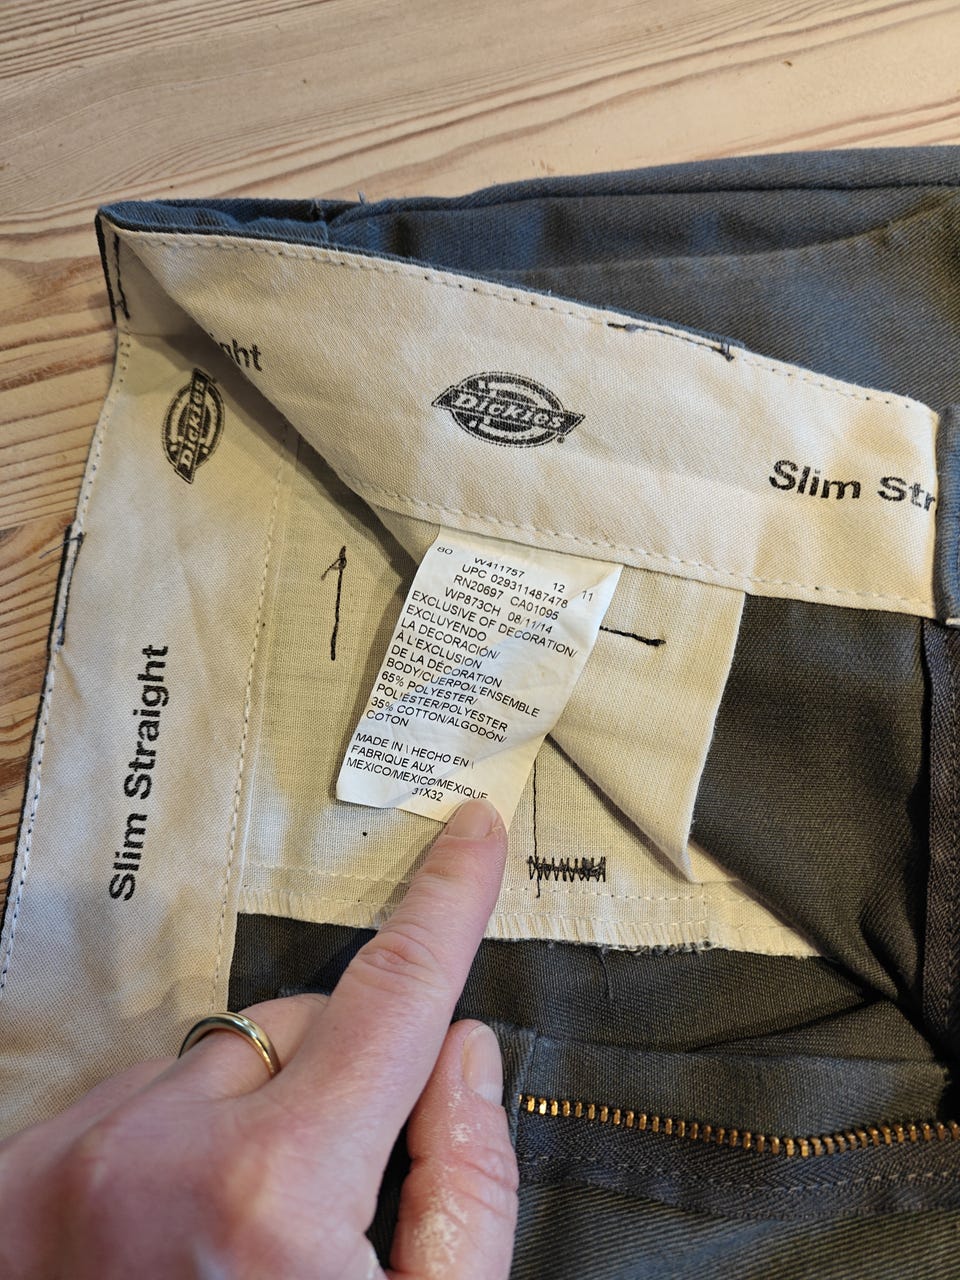 ght
Dickies
Dickies
Slim Str
Slim Straight
80 W411757 12 11
UPC 029311487478
RN20697 CA01095
WP873CH 08/11/14
EXCLUSIVE OF DECORATION/
EXCLUYENDO
LA DECORACIÓN/
À L'EXCLUSION
DE LA DÉCORATION
BODY/CUERPO/L'ENSEMBLE
65% POLYESTER/
POLIÉSTER/POLYESTER
35% COTTON/ALGODÓN/
COTON
MADE IN \ HECHO EN \
FABRIQUE AUX
MEXICO/MEXICO/MEXIQUE
31X32